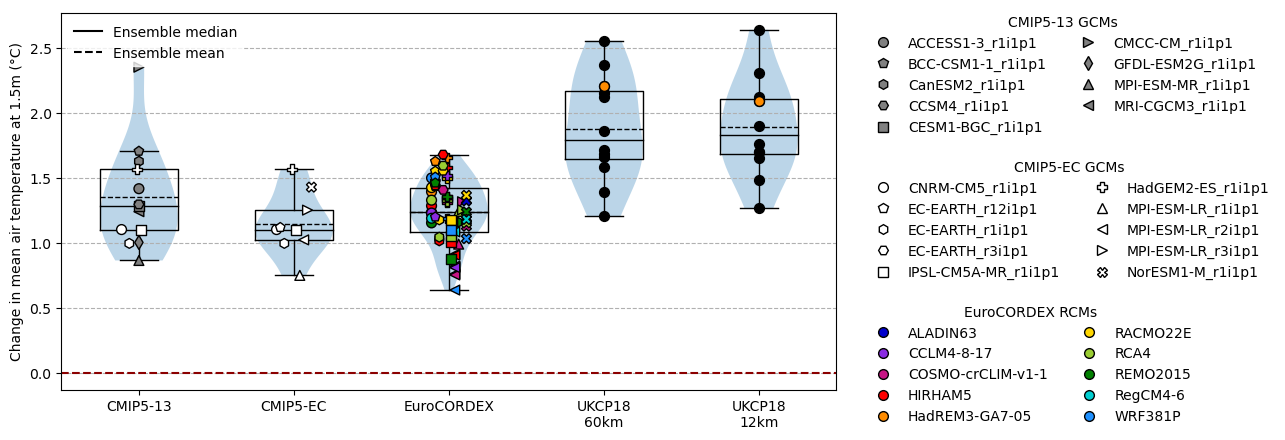 Change in mean air temperature at 1.5m (°C)
2.5
2.0
1.5
1.0
0.5
0.0
Ensemble median
Ensemble mean
CMIP5-13
CMIP5-EC
EuroCORDEX
UKCP18
60km
UKCP18
12km
CMIP5-13 GCMs
ACCESS1-3_r1i1p1
BCC-CSM1-1_r1i1p1
CanESM2_r1i1p1
CCSM4_r1i1p1
CESM1-BGC_r1i1p1
CMCC-CM_r1i1p1
GFDL-ESM2G_r1i1p1
MPI-ESM-MR_r1i1p1
MRI-CGCM3_r1i1p1
CMIP5-EC GCMs
CNRM-CM5_r1i1p1
EC-EARTH_r12i1p1
EC-EARTH_r1i1p1
EC-EARTH_r3i1p1
IPSL-CM5A-MR_r1i1p1
HadGEM2-ES_r1i1p1
MPI-ESM-LR_r1i1p1
MPI-ESM-LR_r2i1p1
MPI-ESM-LR_r3i1p1
NorESM1-M_r1i1p1
EuroCORDEX RCMs
ALADIN63
CCLM4-8-17
COSMO-crCLIM-v1-1
HIRHAM5
HadREM3-GA7-05
RACMO22E
RCA4
REMO2015
RegCM4-6
WRF381P